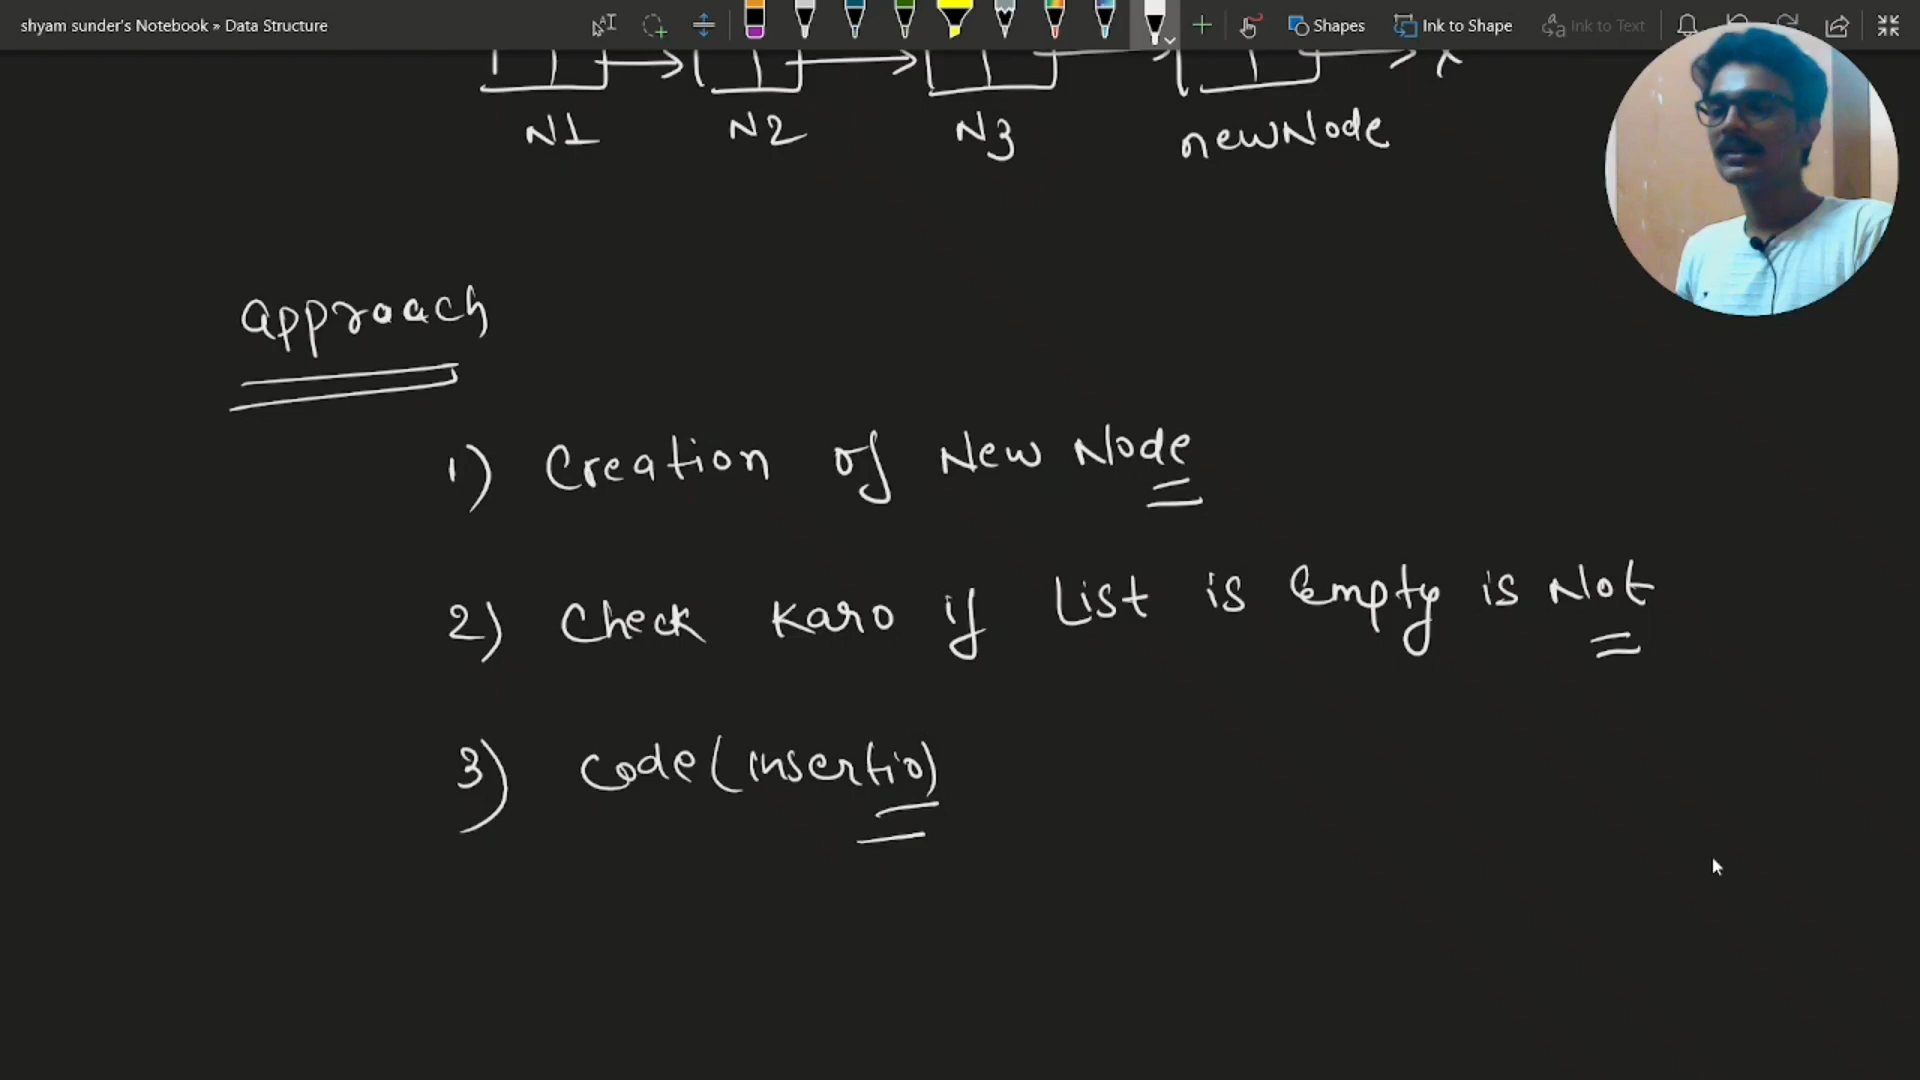 shyam sunder's Notebook » Data Structure
Shapes Ink to Shape Ink to Text
N1 N2 N3 newNode
approach
1) Creation of New Node
2) Check Karo if List is Empty is Not
3) Code(insertio)